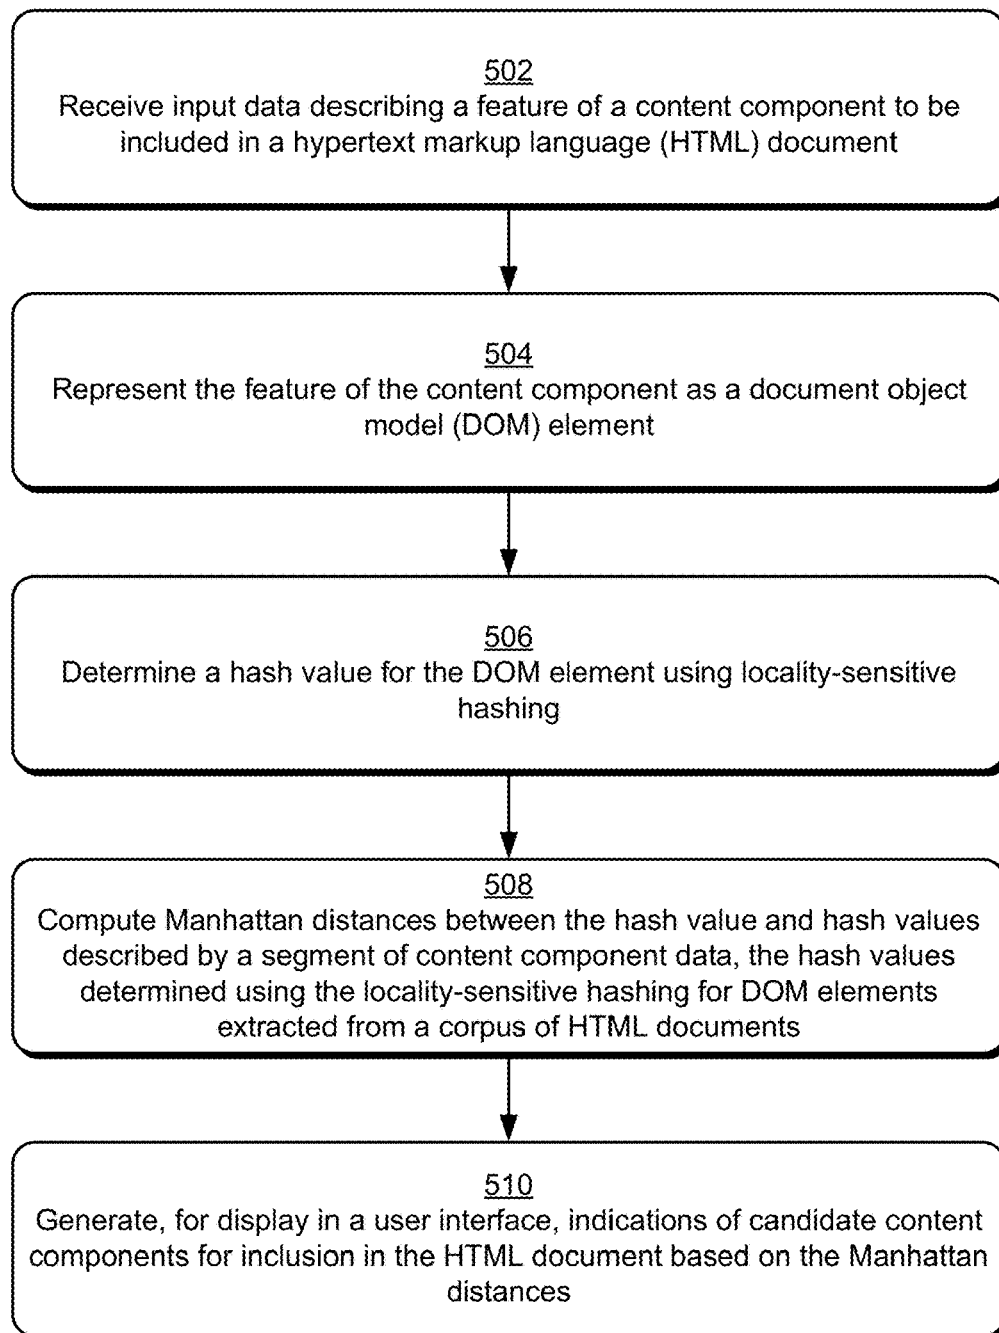 502
Receive input data describing a feature of a content component to be
included in a hypertext markup language (HTML) document
504
Represent the feature of the content component as a document object
model (DOM) element
506
Determine a hash value for the DOM element using locality-sensitive
hashing
508
Compute Manhattan distances between the hash value and hash values
described by a segment of content component data, the hash values
determined using the locality-sensitive hashing for DOM elements
extracted from a corpus of HTML documents
510
Generate, for display in a user interface, indications of candidate content
components for inclusion in the HTML document based on the Manhattan
distances